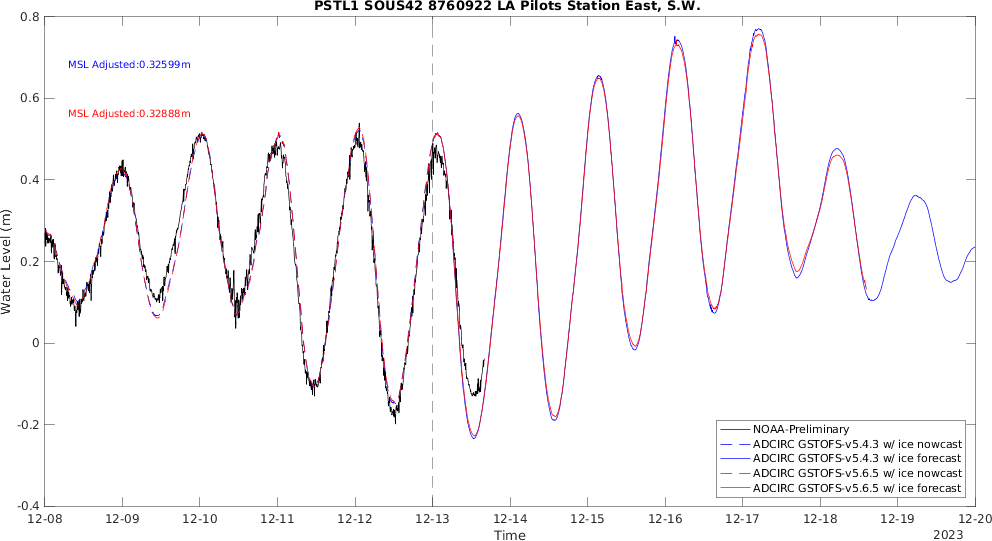 PSTL1 SOUS42 8760922 LA Pilots Station East, S.W.
0.8
MSL Adjusted:0.32599m
0.6
MSL Adjusted:0.32888m
0.4
0.2
Water Level (m)
0
-0.2
NOAA-Preliminary
ADCIRC GSTOFS-v5.4.3 w/ ice nowcast
ADCIRC GSTOFS-v5.4.3 w/ ice forecast
ADCIRC GSTOFS-v5.6.5 w/ ice nowcast
ADCIRC GSTOFS-v5.6.5 w/ ice forecast
-0.4
12-08 12-09 12-10 12-11 12-12 12-13 12-14 12-15 12-16 12-17 12-18 12-19 12-20
Time
2023